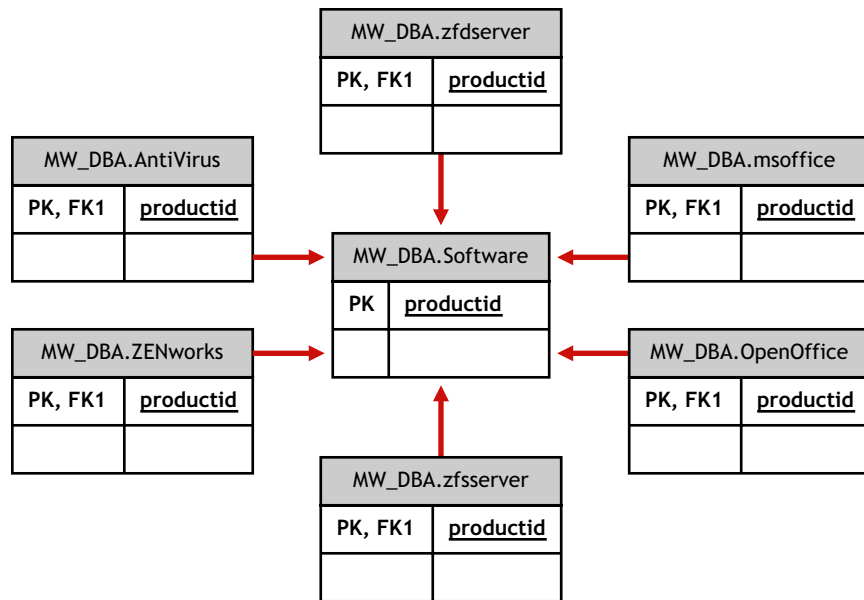 MW_DBA.zfdserver
PK, FK1 productid
MW_DBA.AntiVirus
PK, FK1 productid
MW_DBA.msoffice
PK, FK1 productid
MW_DBA.Software
PK productid
MW_DBA.ZENworks
PK, FK1 productid
MW_DBA.OpenOffice
PK, FK1 productid
MW_DBA.zfsserver
PK, FK1 productid